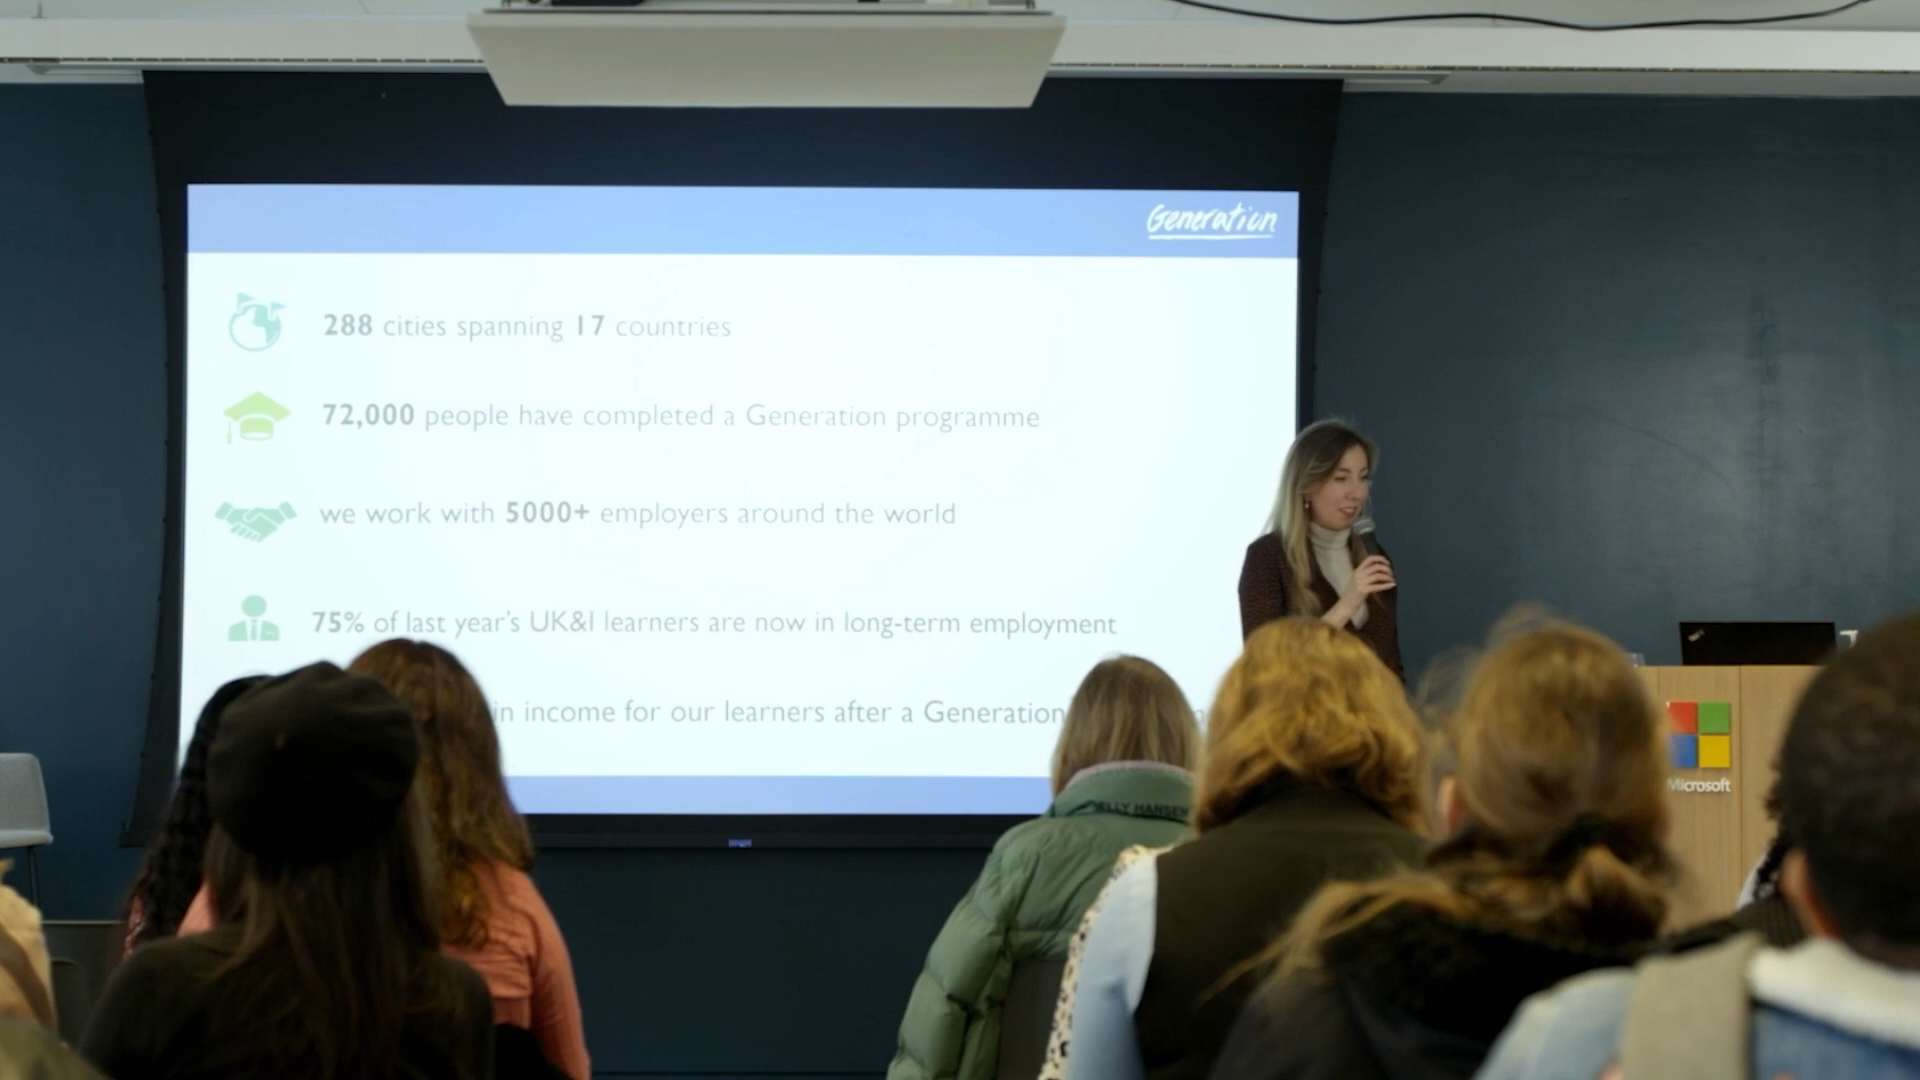 Generation
288 cities spanning 17 countries
72,000 people have completed a Generation programme
we work with 5000+ employers around the world
75% of last year's UK&I learners are now in long-term employment
in income for our learners after a Generation
ELLY HANSEN
Microsoft